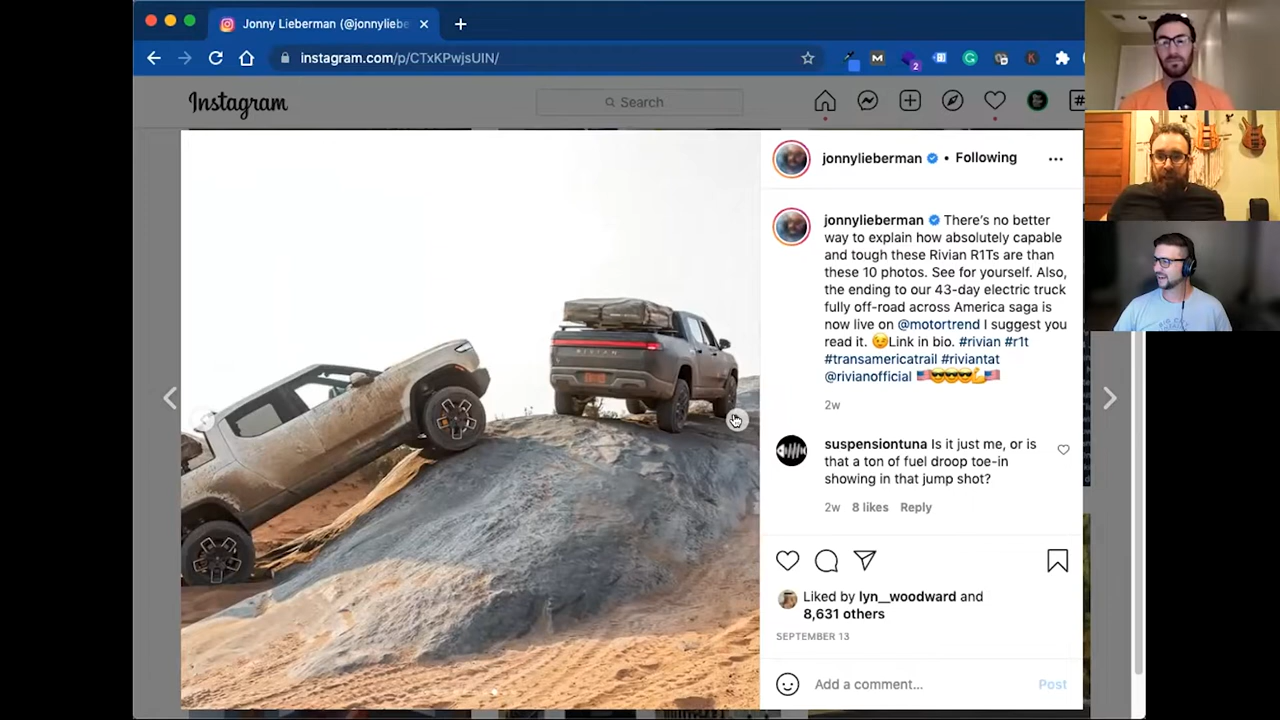 Jonny Lieberman (@jonnyliebe
instagram.com/p/CTxKPwjsUIN/
2
Instagram
Search
jonnylieberman • Following
jonnylieberman There's no better
way to explain how absolutely capable
and tough these Rivian R1Ts are than
these 10 photos. See for yourself. Also,
the ending to our 43-day electric truck
fully off-road across America saga is
now live on @motortrend I suggest you
read it. 😉Link in bio. #rivian #r1t
#transamericatrail #riviantat
@rivianofficial 🇺🇸😎😎😎💪🇺🇸
2w
suspensiontuna Is it just me, or is
that a ton of fuel droop toe-in
showing in that jump shot?
2w 8 likes Reply
Liked by lyn__woodward and
8,631 others
SEPTEMBER 13
Add a comment...
Post
RIVIAN